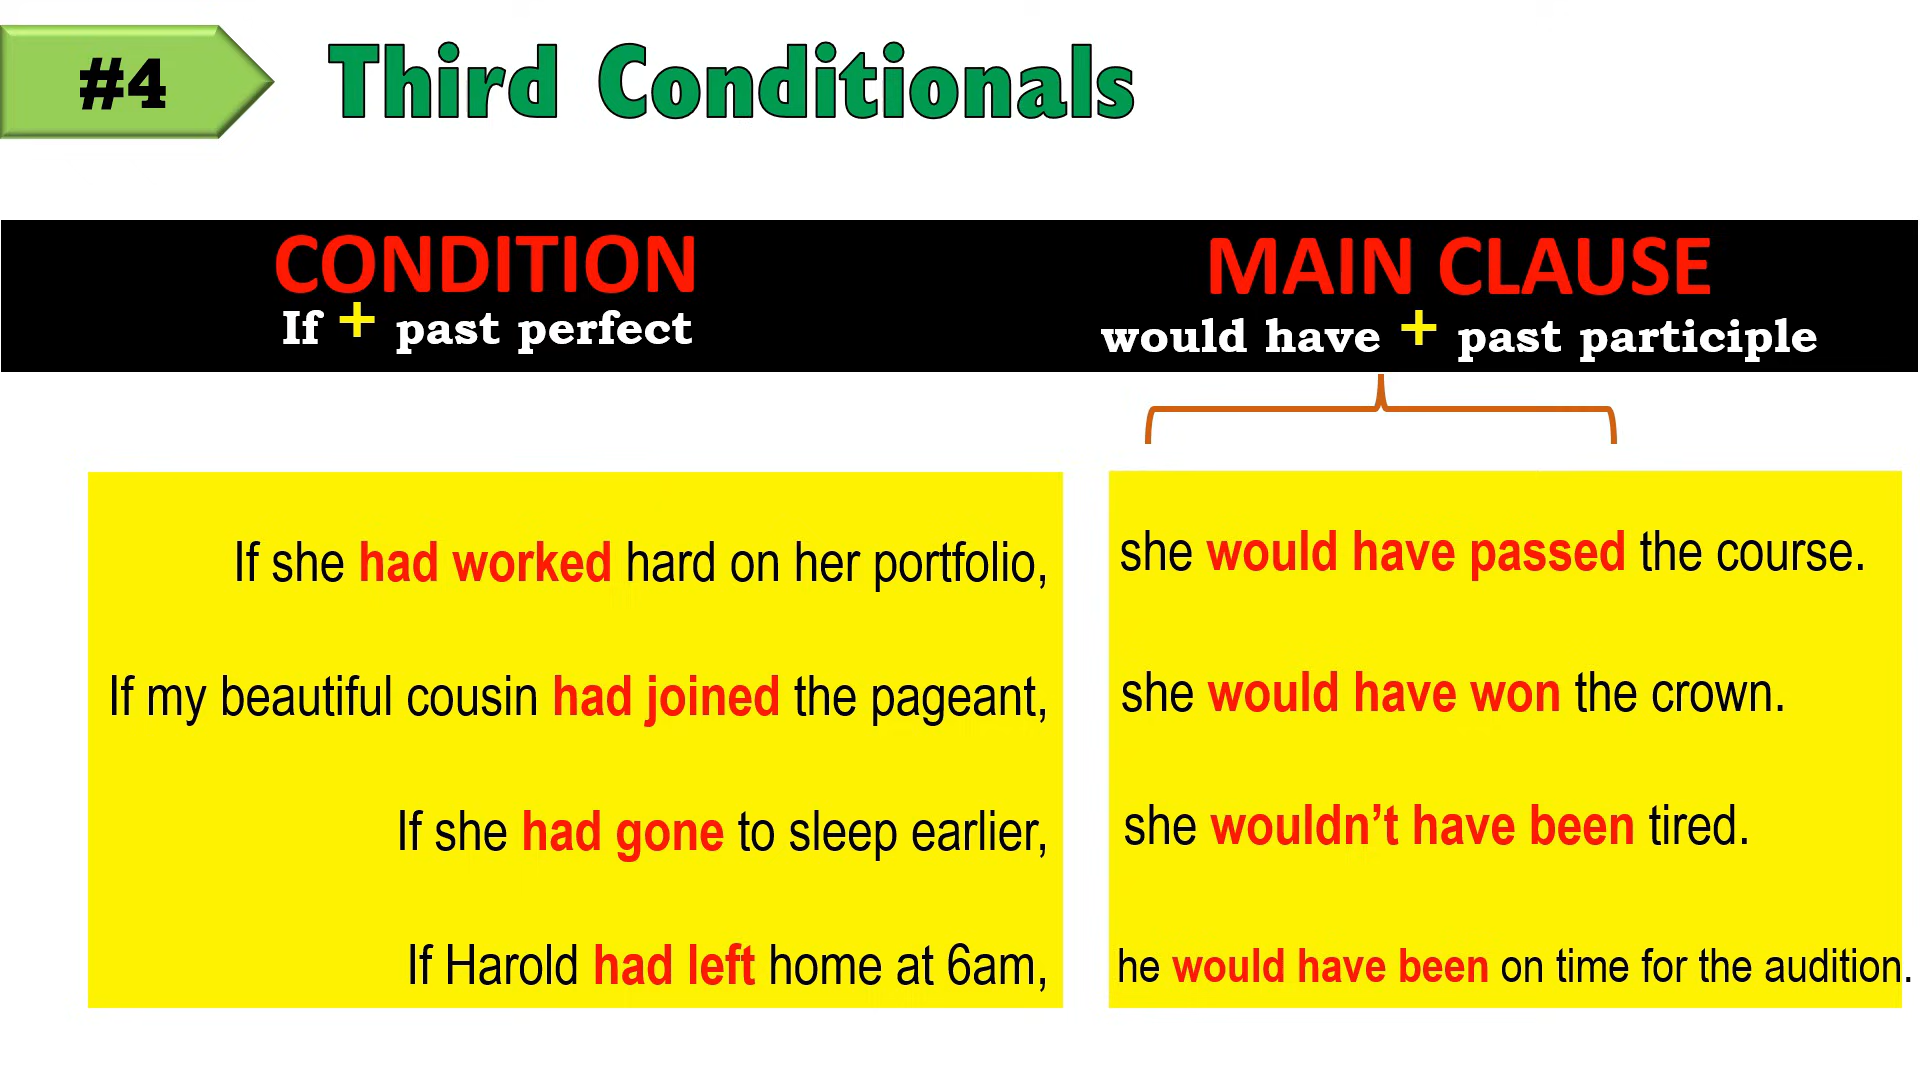 #4 Third Conditionals
CONDITION MAIN CLAUSE
If + past perfect would have + past participle
If she had worked hard on her portfolio, she would have passed the course.
If my beautiful cousin had joined the pageant, she would have won the crown.
If she had gone to sleep earlier, she wouldn’t have been tired.
If Harold had left home at 6am, he would have been on time for the audition.